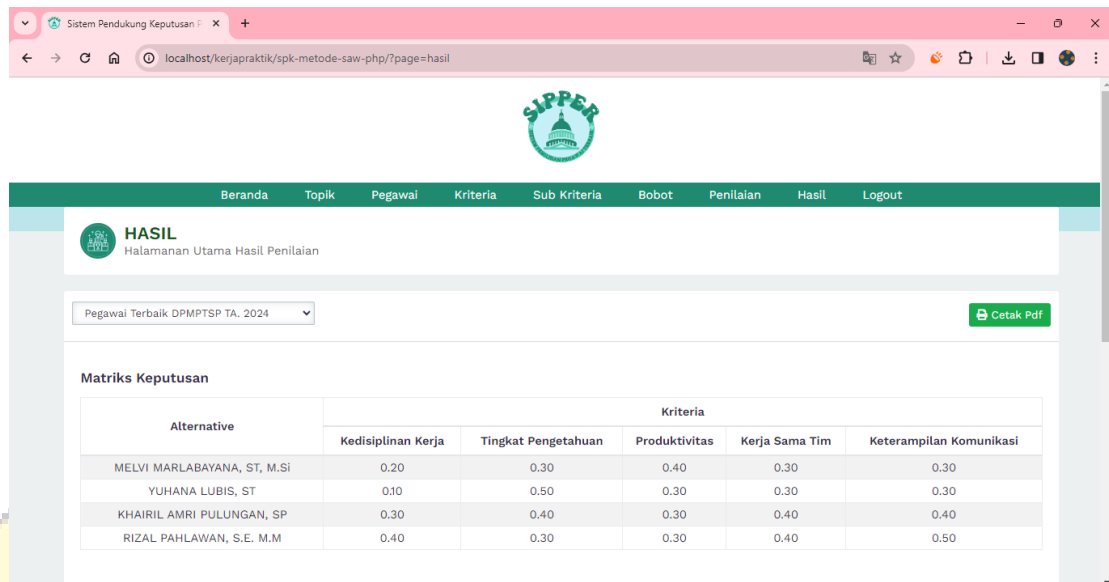 Sistem Pendukung Keputusan P
localhost/kerjapraktik/spk-metode-saw-php/?page=hasil
SIPPER
Beranda Topik Pegawai Kriteria Sub Kriteria Bobot Penilaian Hasil Logout
HASIL
Halamanan Utama Hasil Penilaian
Pegawai Terbaik DPMPTSP TA. 2024 Cetak Pdf
Matriks Keputusan
Alternative Kriteria
Kedisiplinan Kerja Tingkat Pengetahuan Produktivitas Kerja Sama Tim Keterampilan Komunikasi
MELVI MARLABAYANA, ST, M.Si 0.20 0.30 0.40 0.30 0.30
YUHANA LUBIS, ST 0.10 0.50 0.30 0.30 0.30
KHAIRIL AMRI PULUNGAN, SP 0.30 0.40 0.30 0.40 0.40
RIZAL PAHLAWAN, S.E. M.M 0.40 0.30 0.30 0.40 0.50